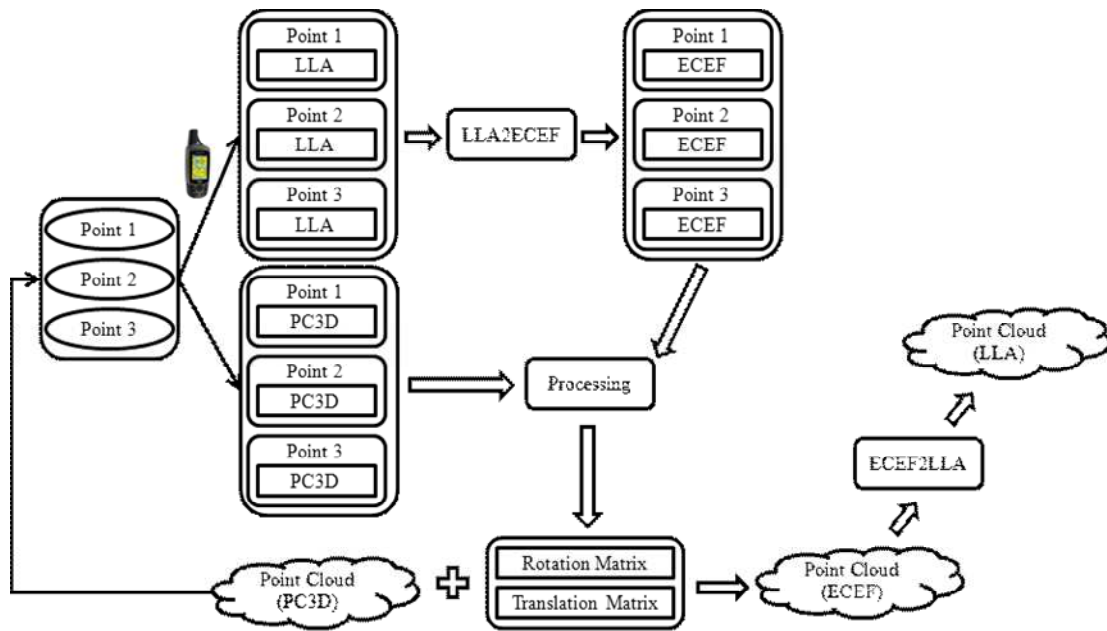 Point 1
LLA
Point 2
LLA
Point 3
LLA
LLA2ECEF
Point 1
ECEF
Point 2
ECEF
Point 3
ECEF
Point 1
Point 2
Point 3
Point 1
PC3D
Point 2
PC3D
Point 3
PC3D
Processing
Point Cloud
(LLA)
ECEF2LLA
Point Cloud
(PC3D)
Rotation Matrix
Translation Matrix
Point Cloud
(ECEF)